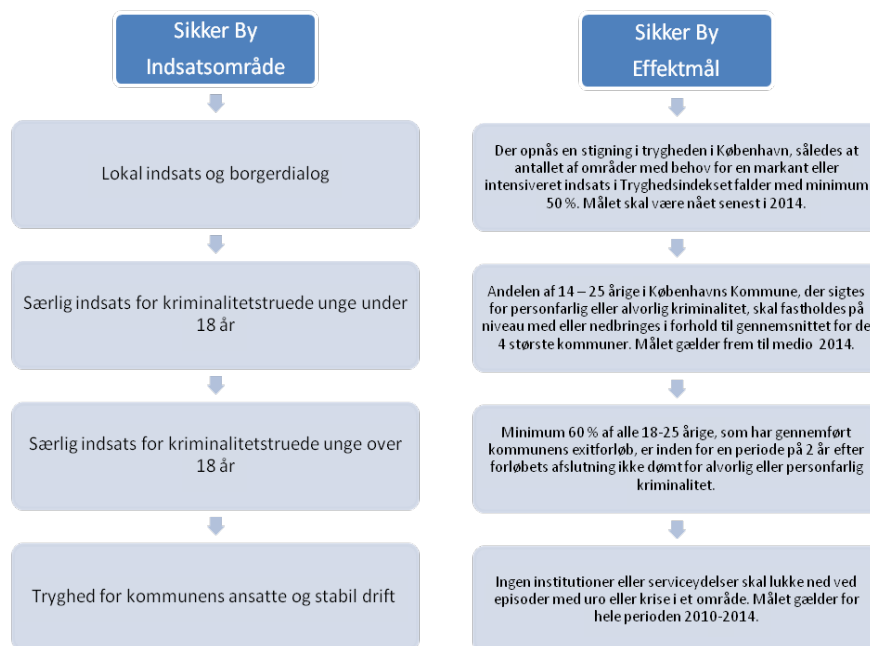 Sikker By
Indsatsområde
Lokal indsats og borgerdialog
Særlig indsats for kriminalitetstruede unge under
18 år
Særlig indsats for kriminalitetstruede unge over
18 år
Tryghed for kommunens ansatte og stabil drift
Sikker By
Effektmål
Der opnås en stigning i trygheden i København, således at
antallet af områder med behov for en markant eller
intensiveret indsats i Tryghedsindekset falder med minimum
50 %. Målet skal være nået senest i 2014.
Andelen af 14 – 25 årige i Københavns Kommune, der sigtes
for personfarlig eller alvorlig kriminalitet, skal fastholdes på
niveau med eller nedbringes i forhold til gennemsnittet for de
4 største kommuner. Målet gælder frem til medio 2014.
Minimum 60 % af alle 18-25 årige, som har gennemført
kommunens exitforløb, er inden for en periode på 2 år efter
forløbets afslutning ikke dømt for alvorlig eller personfarlig
kriminalitet.
Ingen institutioner eller serviceydelser skal lukke ned ved
episoder med uro eller krise i et område. Målet gælder for
hele perioden 2010-2014.